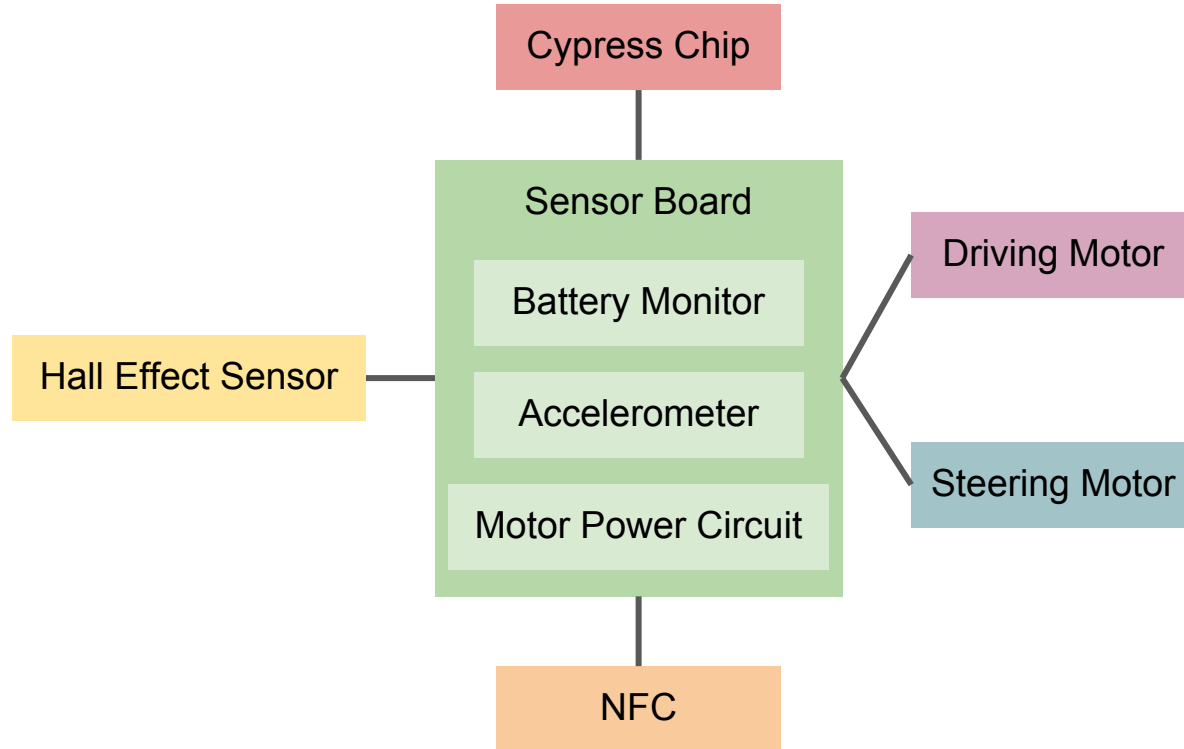 Cypress Chip
Sensor Board
Battery Monitor
Accelerometer
Motor Power Circuit
Hall Effect Sensor
Driving Motor
Steering Motor
NFC